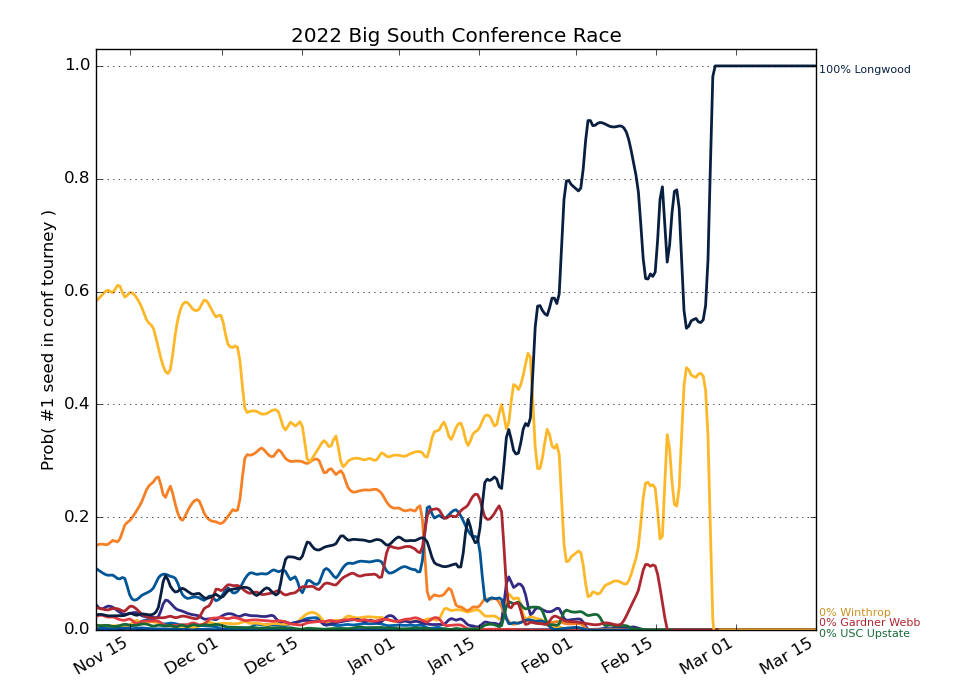 2022 Big South Conference Race
Prob( #1 seed in conf tourney )
1.0
0.8
0.6
0.4
0.2
0.0
100% Longwood
0% Winthrop
0% Gardner Webb
0% USC Upstate
Nov 15
Dec 01
Dec 15
Jan 01
Jan 15
Feb 01
Feb 15
Mar 01
Mar 15